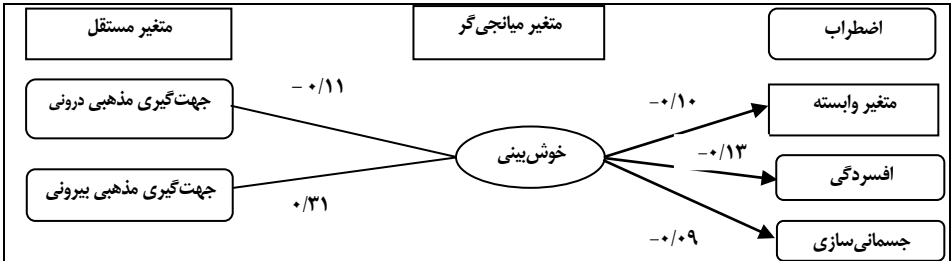 متغیر مستقل
متغیر میانجی‌گر
اضطراب
جهت‌گیری مذهبی درونی
– ۰/۱۱
–۰/۱۰
متغیر وابسته
خوش‌بینی
–۰/۱۳
افسردگی
جهت‌گیری مذهبی بیرونی
۰/۳۱
–۰/۰۹
جسمانی‌سازی